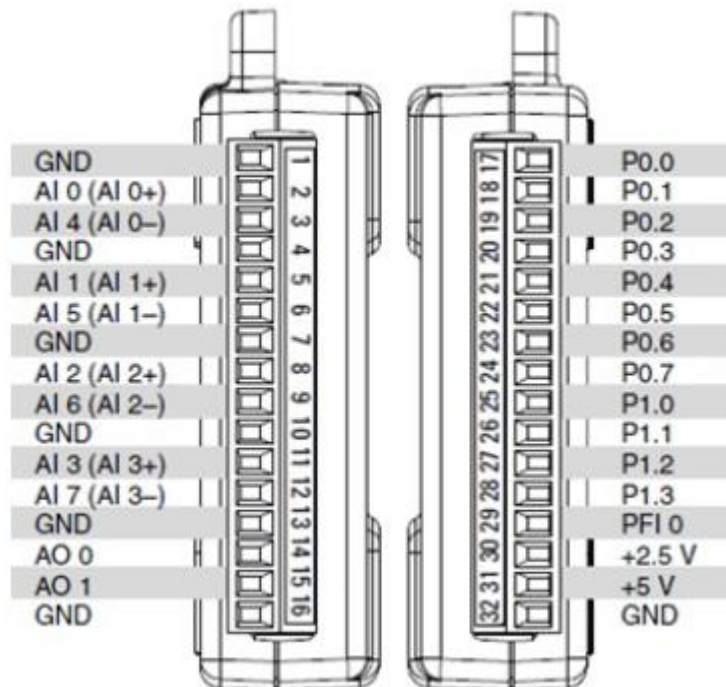 GND 1
AI 0 (AI 0+) 2
AI 4 (AI 0–) 3
GND 4
AI 1 (AI 1+) 5
AI 5 (AI 1–) 6
GND 7
AI 2 (AI 2+) 8
AI 6 (AI 2–) 9
GND 10
AI 3 (AI 3+) 11
AI 7 (AI 3–) 12
GND 13
AO 0 14
AO 1 15
GND 16
17 P0.0
18 P0.1
19 P0.2
20 P0.3
21 P0.4
22 P0.5
23 P0.6
24 P0.7
25 P1.0
26 P1.1
27 P1.2
28 P1.3
29 PFI 0
30 +2.5 V
31 +5 V
32 GND